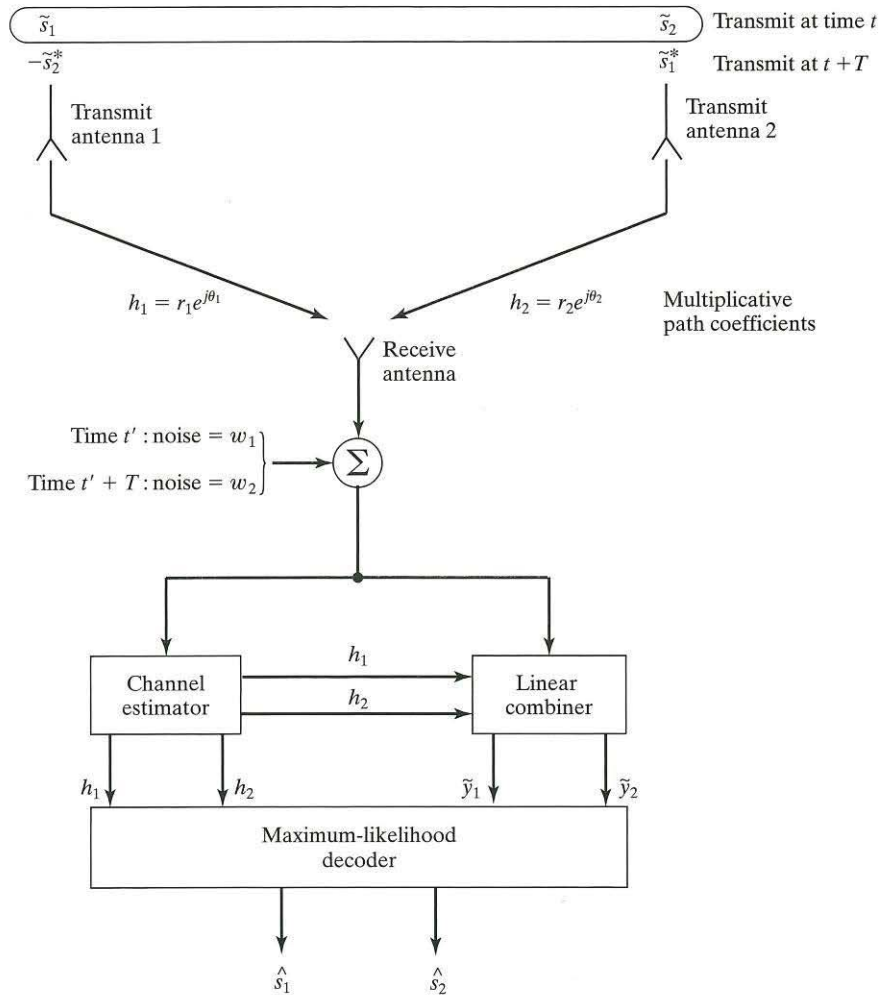 s̃₁ s̃₂ Transmit at time t
−s̃₂* s̃₁* Transmit at t + T
Transmit
antenna 1
Transmit
antenna 2
h₁ = r₁e^{jθ₁} h₂ = r₂e^{jθ₂} Multiplicative
path coefficients
Receive
antenna
Time t′ : noise = w₁
Time t′ + T : noise = w₂
Σ
h₁
h₂
Channel
estimator
Linear
combiner
h₁ h₂ ỹ₁ ỹ₂
Maximum-likelihood
decoder
ŝ₁ ŝ₂